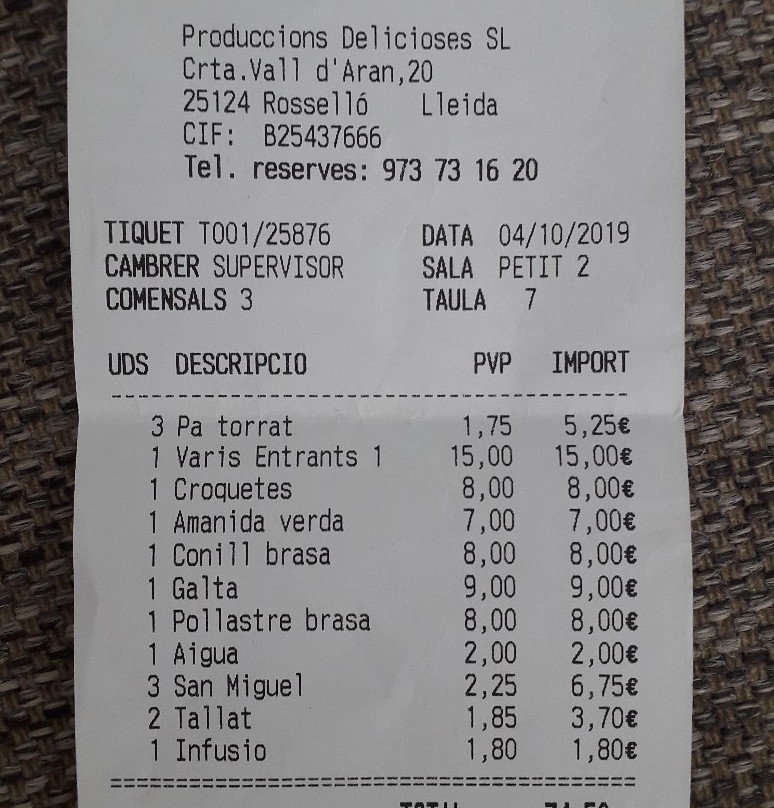 Produccions Delicioses SL
Crta.Vall d'Aran,20
25124 Rosselló Lleida
CIF: B25437666
Tel. reserves: 973 73 16 20
TIQUET T001/25876 DATA 04/10/2019
CAMBRER SUPERVISOR SALA PETIT 2
COMENSALS 3 TAULA 7
UDS DESCRIPCIO PVP IMPORT
3 Pa torrat 1,75 5,25€
1 Varis Entrants 1 15,00 15,00€
1 Croquetes 8,00 8,00€
1 Amanida verda 7,00 7,00€
1 Conill brasa 8,00 8,00€
1 Galta 9,00 9,00€
1 Pollastre brasa 8,00 8,00€
1 Aigua 2,00 2,00€
3 San Miguel 2,25 6,75€
2 Tallat 1,85 3,70€
1 Infusio 1,80 1,80€